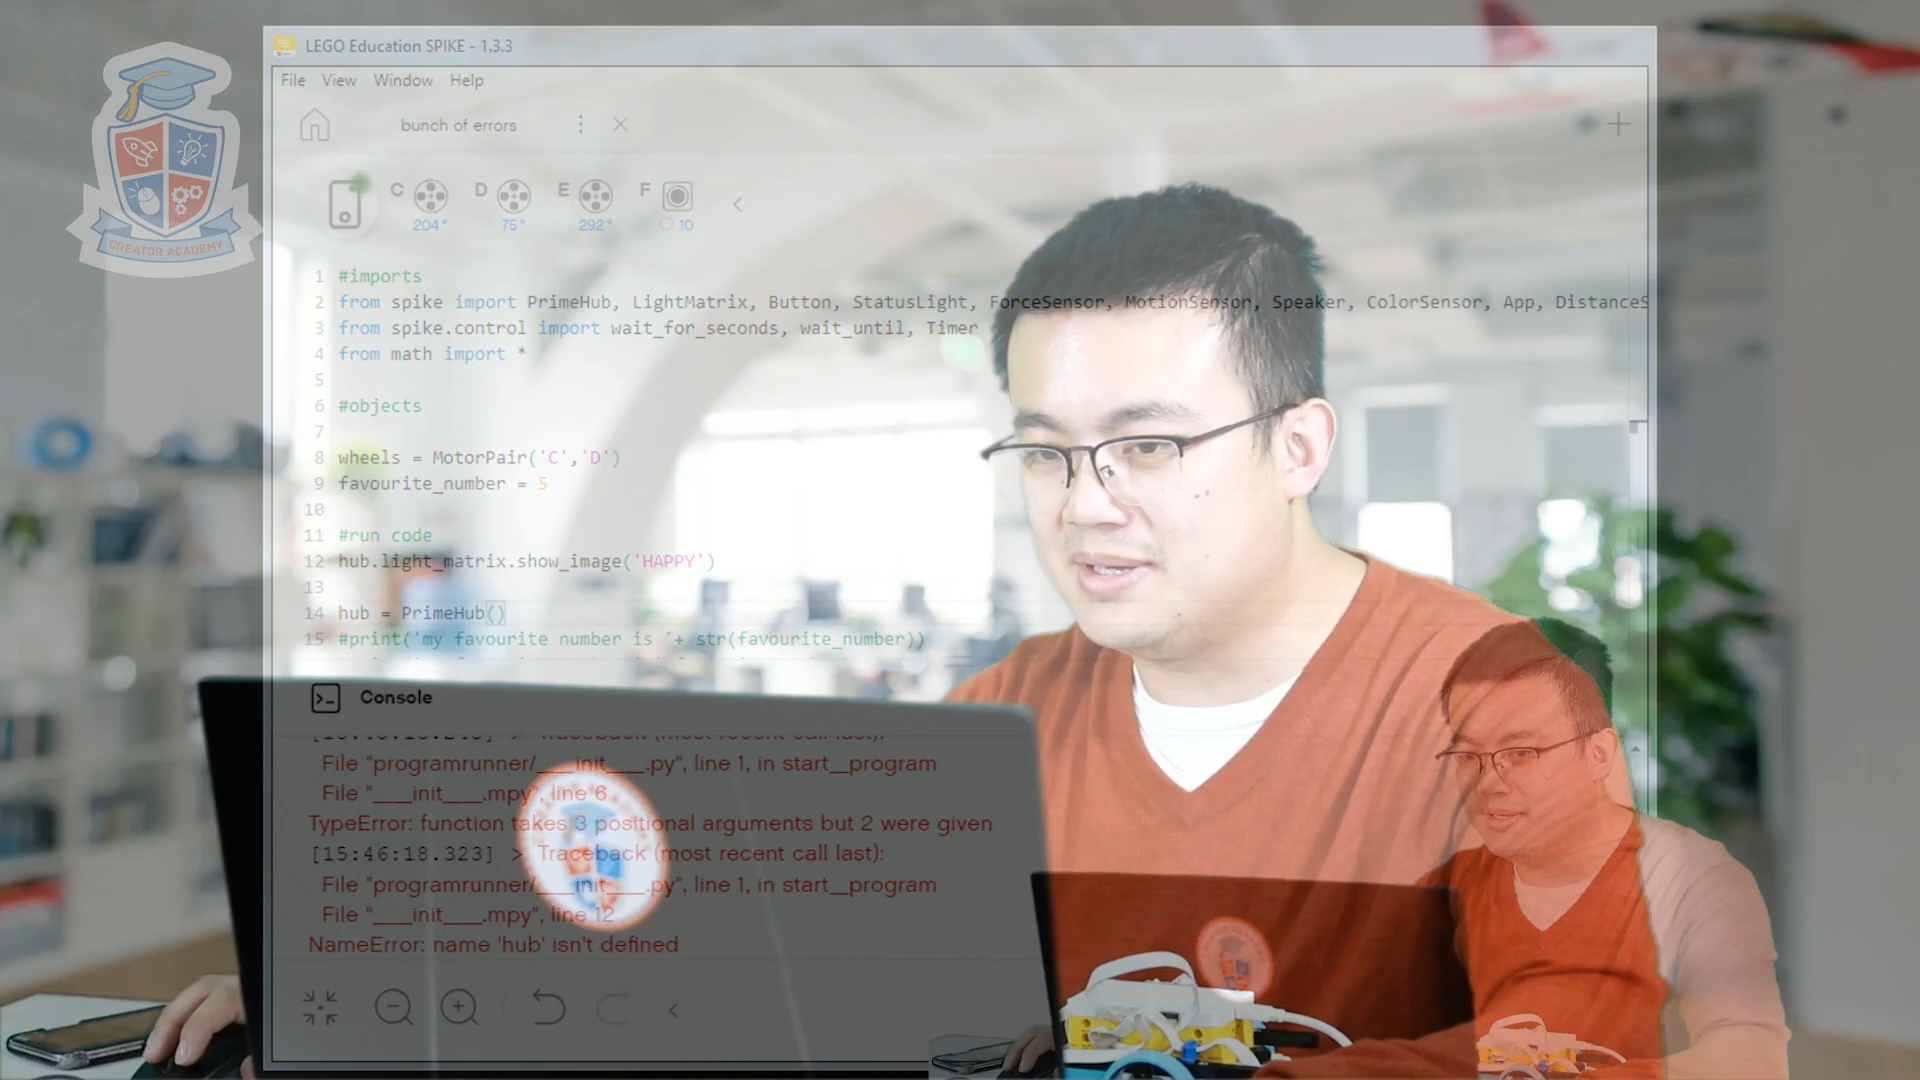 LEGO Education SPIKE - 1.3.3
File View Window Help
bunch of errors
C D E F
204° 75° 292° 10
CREATOR ACADEMY
1 #imports
2 from spike import PrimeHub, LightMatrix, Button, StatusLight, ForceSensor, MotionSensor, Speaker, ColorSensor, App, DistanceS
3 from spike.control import wait_for_seconds, wait_until, Timer
4 from math import *
5
6 #objects
7
8 wheels = MotorPair('C','D')
9 favourite_number = 5
10
11 #run code
12 hub.light_matrix.show_image('HAPPY')
13
14 hub = PrimeHub()
15 #print('my favourite number is '+ str(favourite_number))
Console
File "programrunner/__init__.py", line 1, in start_program
File "__init__.mpy", line 6
TypeError: function takes 3 positional arguments but 2 were given
[15:46:18.323] > Traceback (most recent call last):
File "programrunner/__init__.py", line 1, in start_program
File "__init__.mpy", line 12
NameError: name 'hub' isn't defined